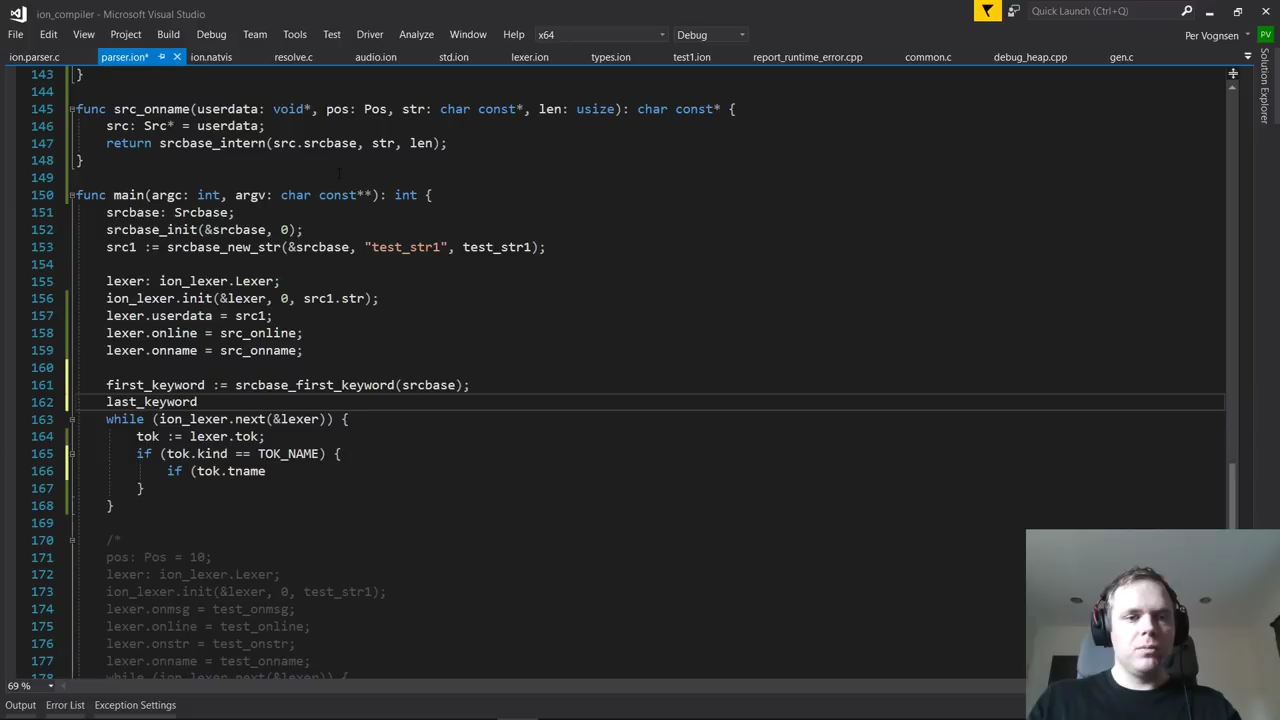 ion_compiler - Microsoft Visual Studio
Quick Launch (Ctrl+Q)
File Edit View Project Build Debug Team Tools Test Driver Analyze Window Help x64 Debug
Per Vognsen PV
ion.parser.c parser.ion* ion.natvis resolve.c audio.ion std.ion lexer.ion types.ion test1.ion report_runtime_error.cpp common.c debug_heap.cpp gen.c
Solution Explorer
143 }
144
145 func src_onname(userdata: void*, pos: Pos, str: char const*, len: usize): char const* {
146 src: Src* = userdata;
147 return srcbase_intern(src.srcbase, str, len);
148 }
149
150 func main(argc: int, argv: char const**): int {
151 srcbase: Srcbase;
152 srcbase_init(&srcbase, 0);
153 src1 := srcbase_new_str(&srcbase, "test_str1", test_str1);
154
155 lexer: ion_lexer.Lexer;
156 ion_lexer.init(&lexer, 0, src1.str);
157 lexer.userdata = src1;
158 lexer.online = src_online;
159 lexer.onname = src_onname;
160
161 first_keyword := srcbase_first_keyword(srcbase);
162 last_keyword
163 while (ion_lexer.next(&lexer)) {
164 tok := lexer.tok;
165 if (tok.kind == TOK_NAME) {
166 if (tok.tname
167 }
168 }
169
170 /*
171 pos: Pos = 10;
172 lexer: ion_lexer.Lexer;
173 ion_lexer.init(&lexer, 0, test_str1);
174 lexer.onmsg = test_onmsg;
175 lexer.online = test_online;
176 lexer.onstr = test_onstr;
177 lexer.onname = test_onname;
178 while (ion_lexer.next(&lexer)) {
69 %
Output Error List Exception Settings